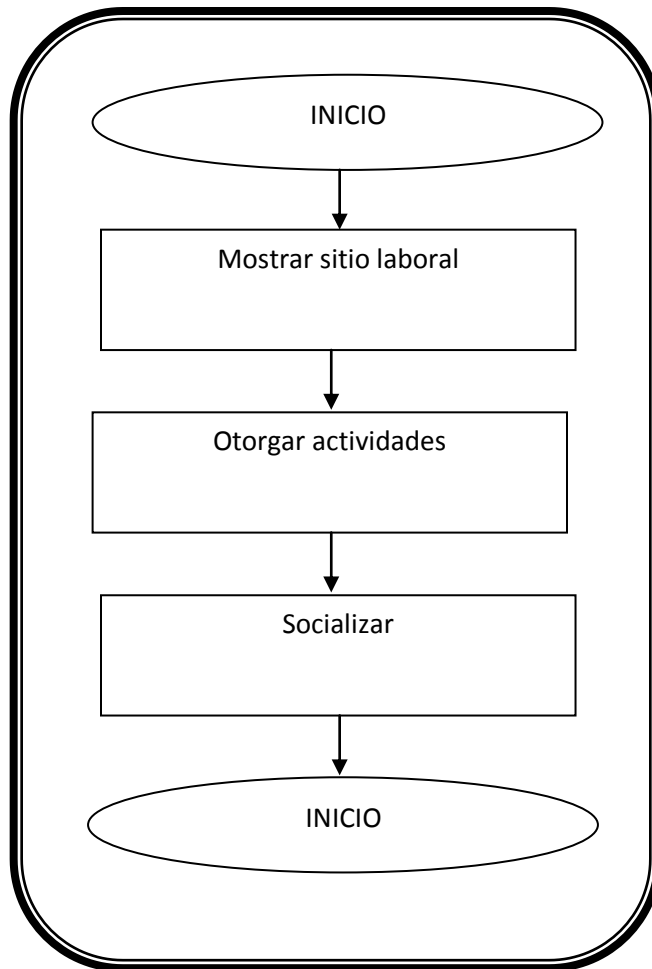 INICIO
Mostrar sitio laboral
Otorgar actividades
Socializar
INICIO